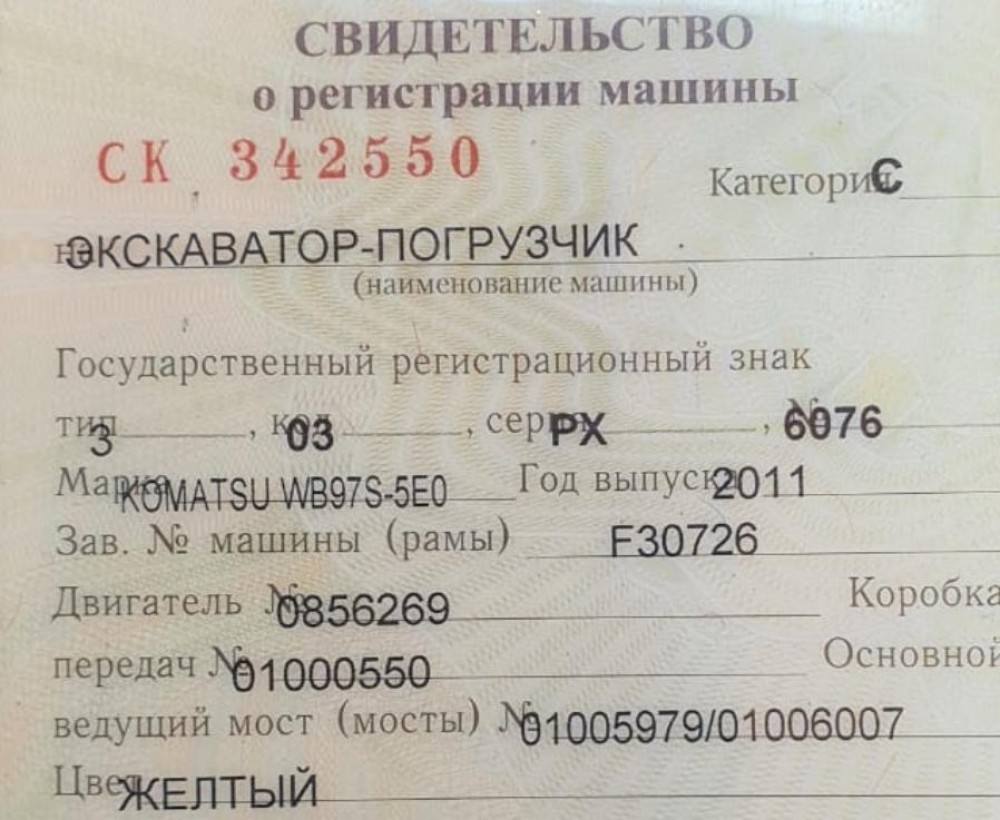 СВИДЕТЕЛЬСТВО
о регистрации машины
СК 342550
Категория С
на ЭКСКАВАТОР-ПОГРУЗЧИК
(наименование машины)
Государственный регистрационный знак
тип 3, код 03, серия РХ, № 6076
Марка KOMATSU WB97S-5E0 Год выпуска 2011
Зав. № машины (рамы) F30726
Двигатель № 0856269 Коробка
передач № 01000550 Основной
ведущий мост (мосты) № 01005979/01006007
Цвет ЖЕЛТЫЙ